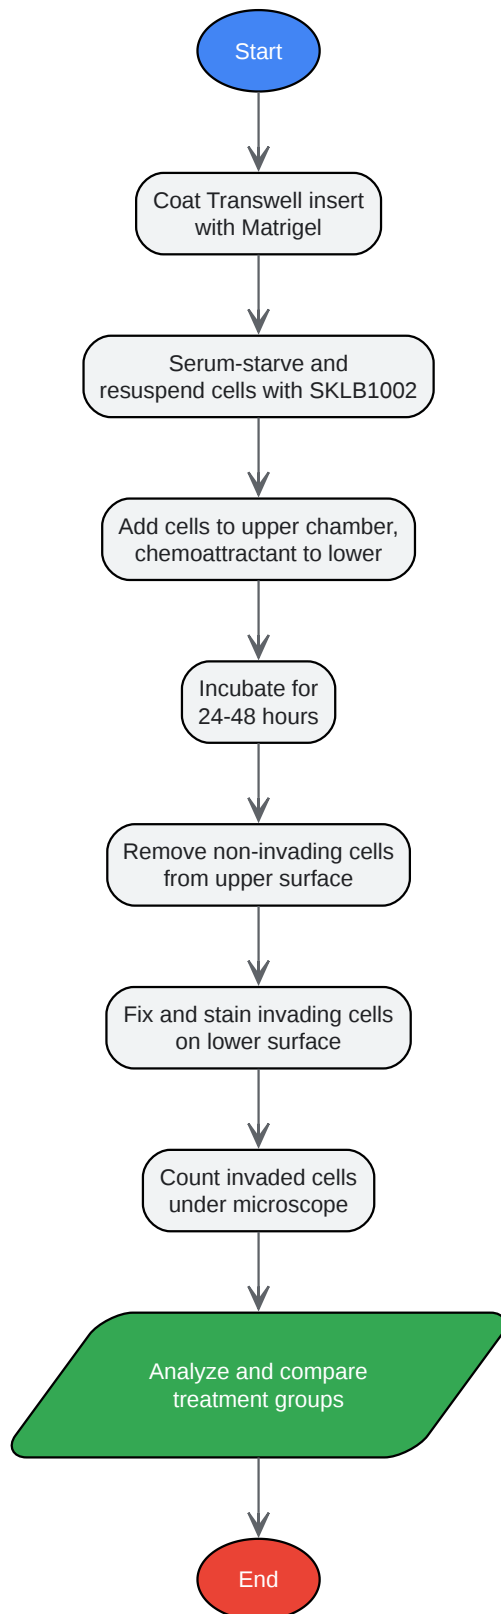 Start
Coat Transwell insert
with Matrigel
Serum-starve and
resuspend cells with SKLB1002
Add cells to upper chamber,
chemoattractant to lower
Incubate for
24-48 hours
Remove non-invading cells
from upper surface
Fix and stain invading cells
on lower surface
Count invaded cells
under microscope
Analyze and compare
treatment groups
End